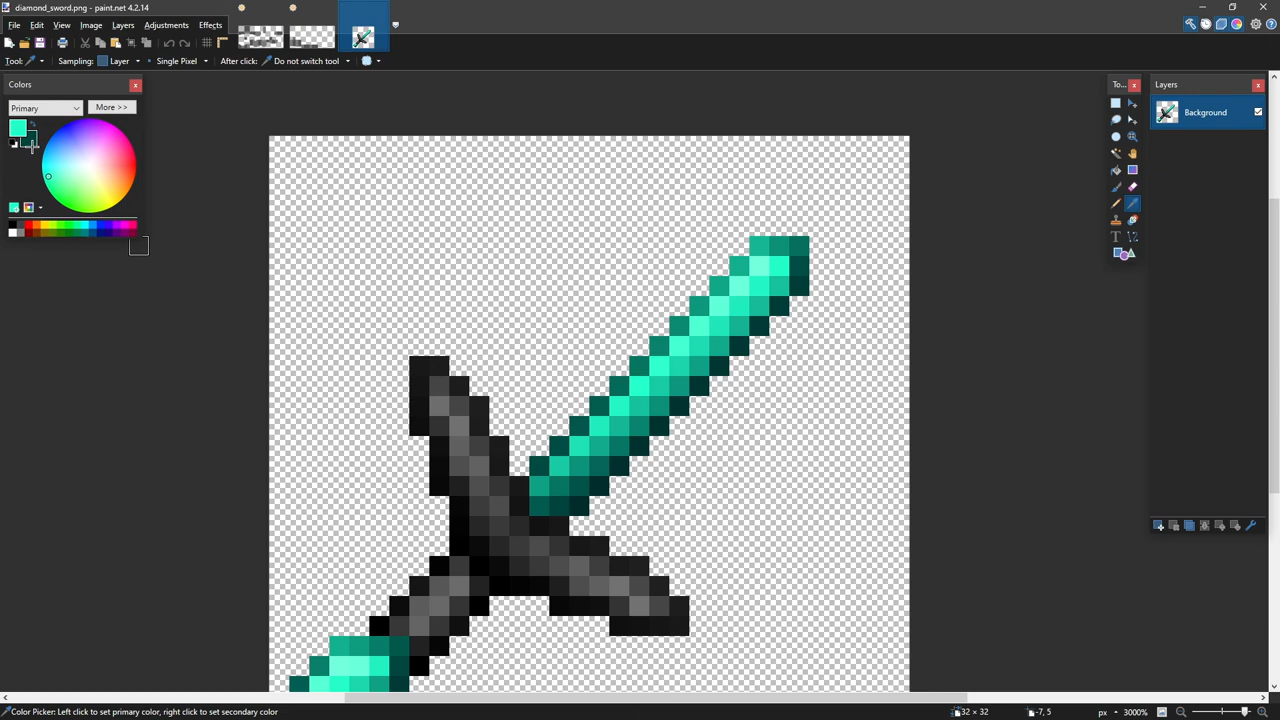 diamond_sword.png - paint.net 4.2.14
File Edit View Image Layers Adjustments Effects
Tool: Sampling: Layer Single Pixel After click: Do not switch tool
Colors
Primary
More >>
To...
Layers
Background
Color Picker: Left click to set primary color, right click to set secondary color
32 × 32
-7, 5
px
3000%